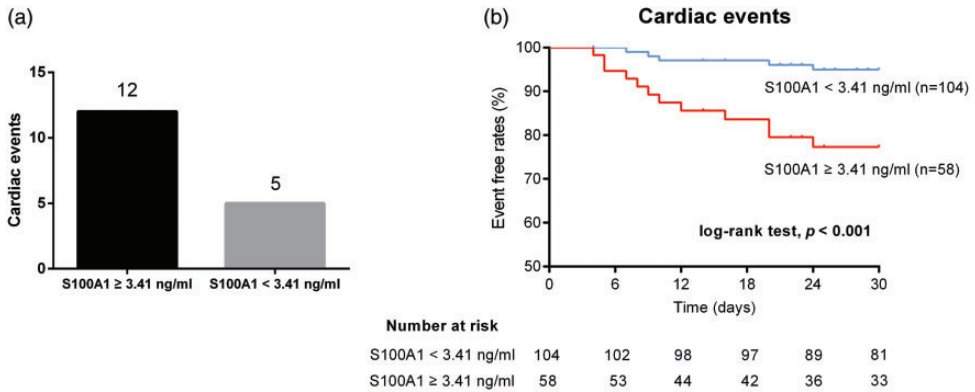 (a)
Cardiac events
15
10
5
0
12
5
S100A1 ≥ 3.41 ng/ml
S100A1 < 3.41 ng/ml
(b)
Cardiac events
Event free rates (%)
100
90
80
70
60
50
S100A1 < 3.41 ng/ml (n=104)
S100A1 ≥ 3.41 ng/ml (n=58)
log-rank test, p < 0.001
0 6 12 18 24 30
Time (days)
Number at risk
S100A1 < 3.41 ng/ml 104 102 98 97 89 81
S100A1 ≥ 3.41 ng/ml 58 53 44 42 36 33